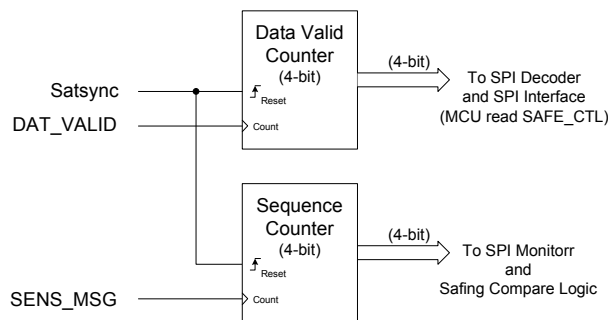 Data Valid
Counter
(4-bit)
(4-bit)
To SPI Decoder
and SPI Interface
(MCU read SAFE_CTL)
Satsync
Reset
DAT_VALID
Count
Sequence
Counter
(4-bit)
(4-bit)
To SPI Monitorr
and
Safing Compare Logic
Reset
SENS_MSG
Count